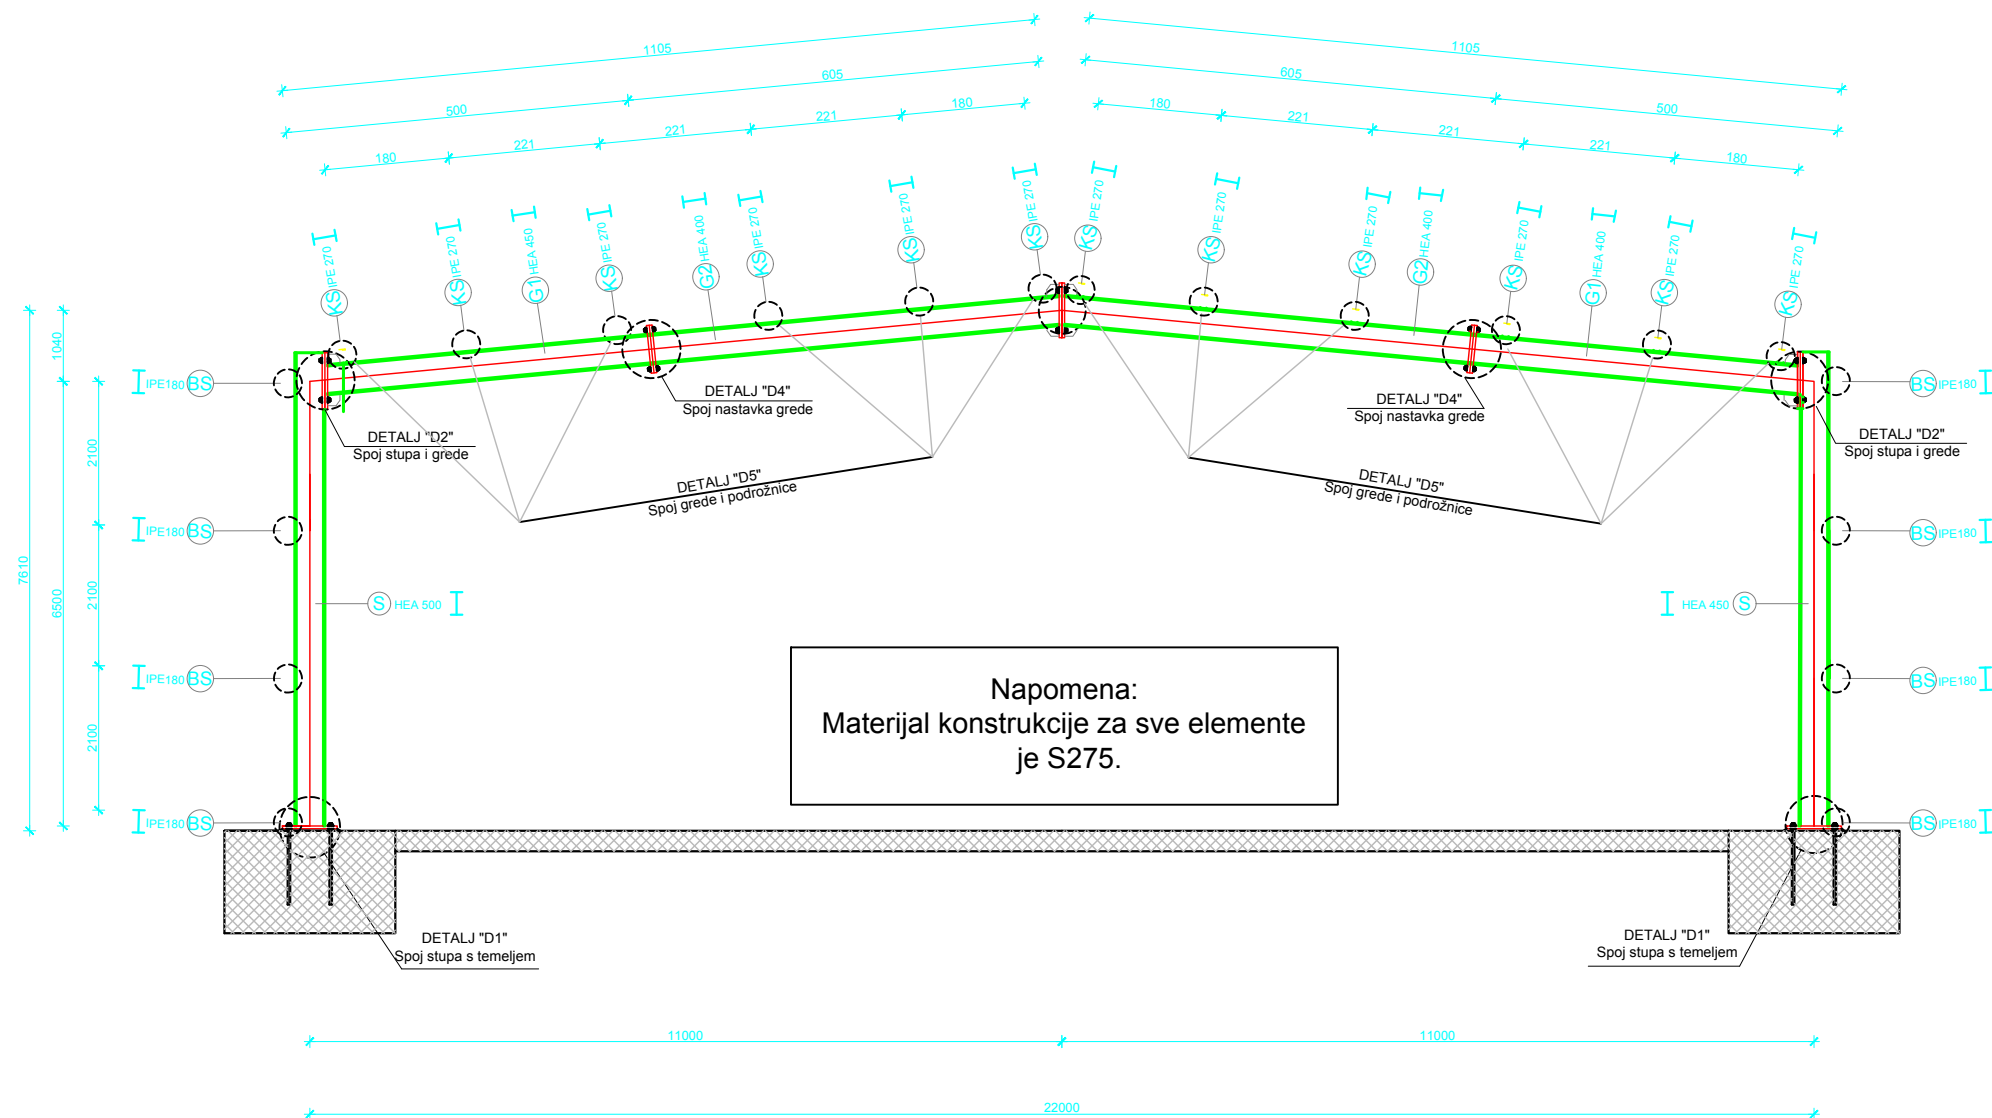 1105
1105
605
605
500
500
221
221
180
180
221
221
180
221
221
180
KS IPE 270
KS IPE 270
G1 HEA 450
KS IPE 270
G2 HEA 400
KS IPE 270
KS IPE 270
KS IPE 270
KS IPE 270
KS IPE 270
KS IPE 270
G2 HEA 400
KS IPE 270
G1 HEA 400
KS IPE 270
KS IPE 270
1040
7610
6500
2100
2100
2100
IPE180 BS
BS IPE180
DETALJ "D4"
Spoj nastavka grede
DETALJ "D4"
Spoj nastavka grede
DETALJ "D2"
Spoj stupa i grede
DETALJ "D2"
Spoj stupa i grede
DETALJ "D5"
Spoj grede i podrožnice
DETALJ "D5"
Spoj grede i podrožnice
IPE180 BS
BS IPE180
S HEA 500
HEA 450 S
IPE180 BS
BS IPE180
Napomena:
Materijal konstrukcije za sve elemente
je S275.
IPE180 BS
BS IPE180
DETALJ "D1"
Spoj stupa s temeljem
DETALJ "D1"
Spoj stupa s temeljem
11000
11000
22000